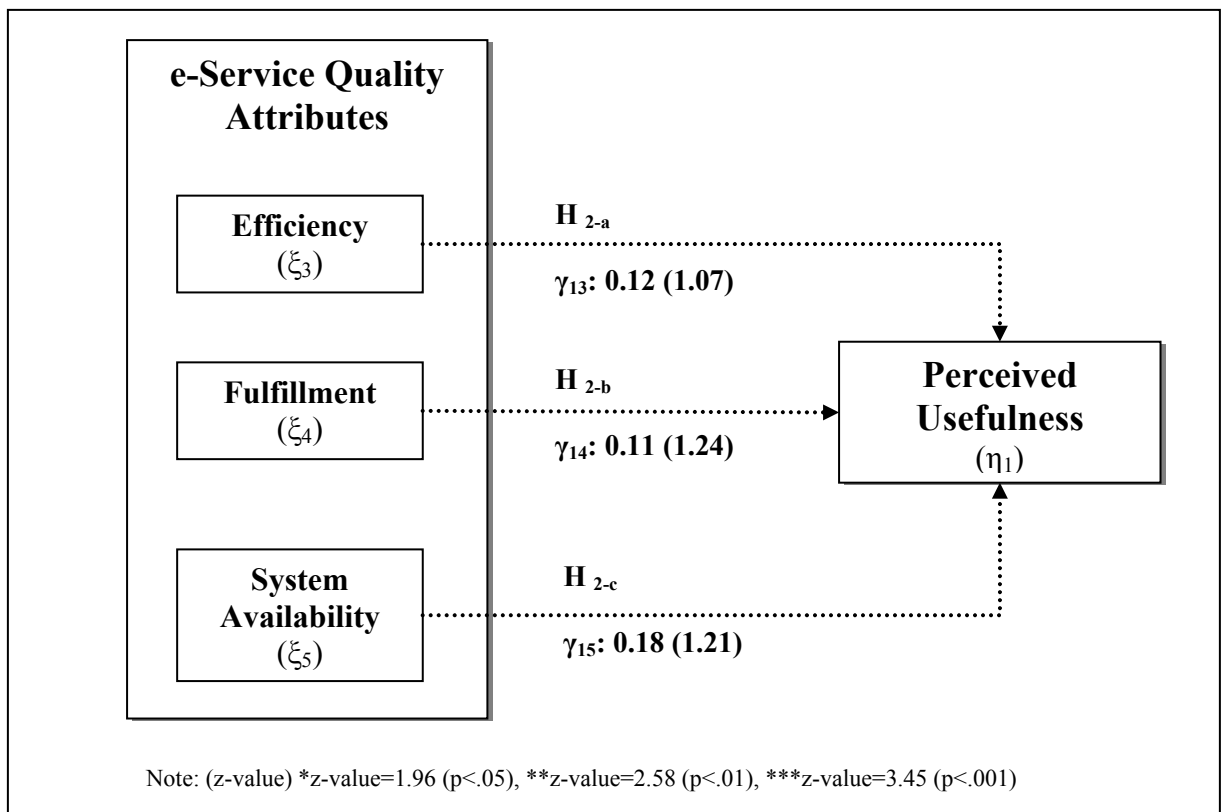 e-Service Quality
Attributes
Efficiency
(ξ₃)
H 2-a
γ₁₃: 0.12 (1.07)
Fulfillment
(ξ₄)
H 2-b
γ₁₄: 0.11 (1.24)
Perceived
Usefulness
(η₁)
System
Availability
(ξ₅)
H 2-c
γ₁₅: 0.18 (1.21)
Note: (z-value) *z-value=1.96 (p<.05), **z-value=2.58 (p<.01), ***z-value=3.45 (p<.001)